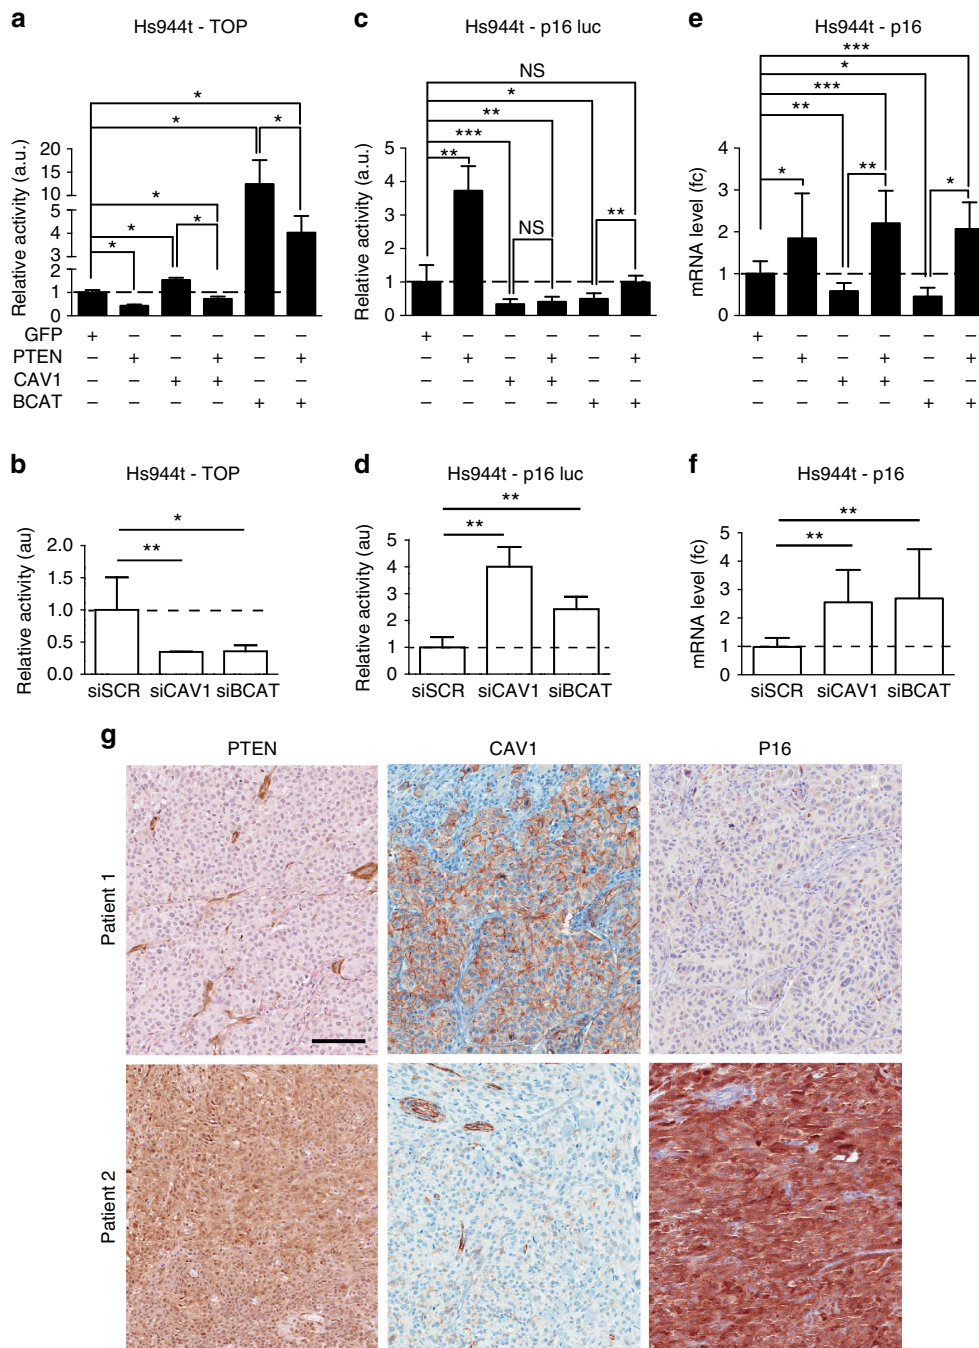 a
Hs944t - TOP
Relative activity (a.u.)
20
15
10
5
4
2
1
0
*
*
*
*
*
*
*
c
Hs944t - p16 luc
Relative activity (a.u.)
5
4
3
2
1
0
NS
*
**
***
**
NS
**
e
Hs944t - p16
mRNA level (fc)
4
3
2
1
0
***
*
***
**
*
**
*
GFP + – – – – – + – – – – – + – – – – –
PTEN – + – + – + – + – + – + – + – + – +
CAV1 – – + + – – – – + + – – – – + + – –
BCAT – – – – + + – – – – + + – – – – + +
b
Hs944t - TOP
Relative activity (au)
2.0
1.5
1.0
0.5
0.0
*
**
siSCR siCAV1 siBCAT
d
Hs944t - p16 luc
Relative activity (au)
5
4
3
2
1
0
**
**
siSCR siCAV1 siBCAT
f
Hs944t - p16
mRNA level (fc)
5
4
3
2
1
0
**
**
siSCR siCAV1 siBCAT
g
PTEN CAV1 P16
Patient 1
Patient 2